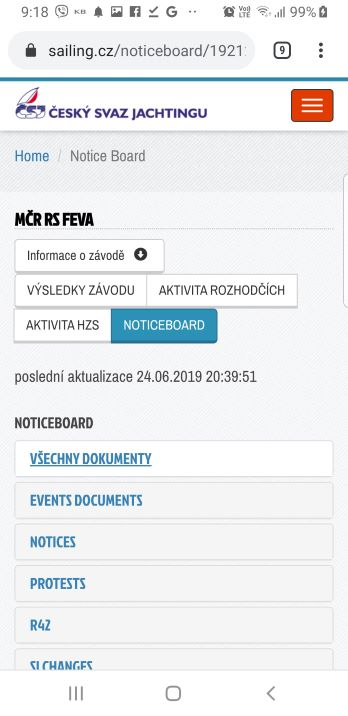 9:18 KB G Vo)) LTE 99%
sailing.cz/noticeboard/1921 9
ČESKÝ SVAZ JACHTINGU
Home / Notice Board
MČR RS FEVA
Informace o závodě
VÝSLEDKY ZÁVODU AKTIVITA ROZHODČÍCH
AKTIVITA HZS NOTICEBOARD
poslední aktualizace 24.06.2019 20:39:51
NOTICEBOARD
VŠECHNY DOKUMENTY
EVENTS DOCUMENTS
NOTICES
PROTESTS
R42
SI CHANGES